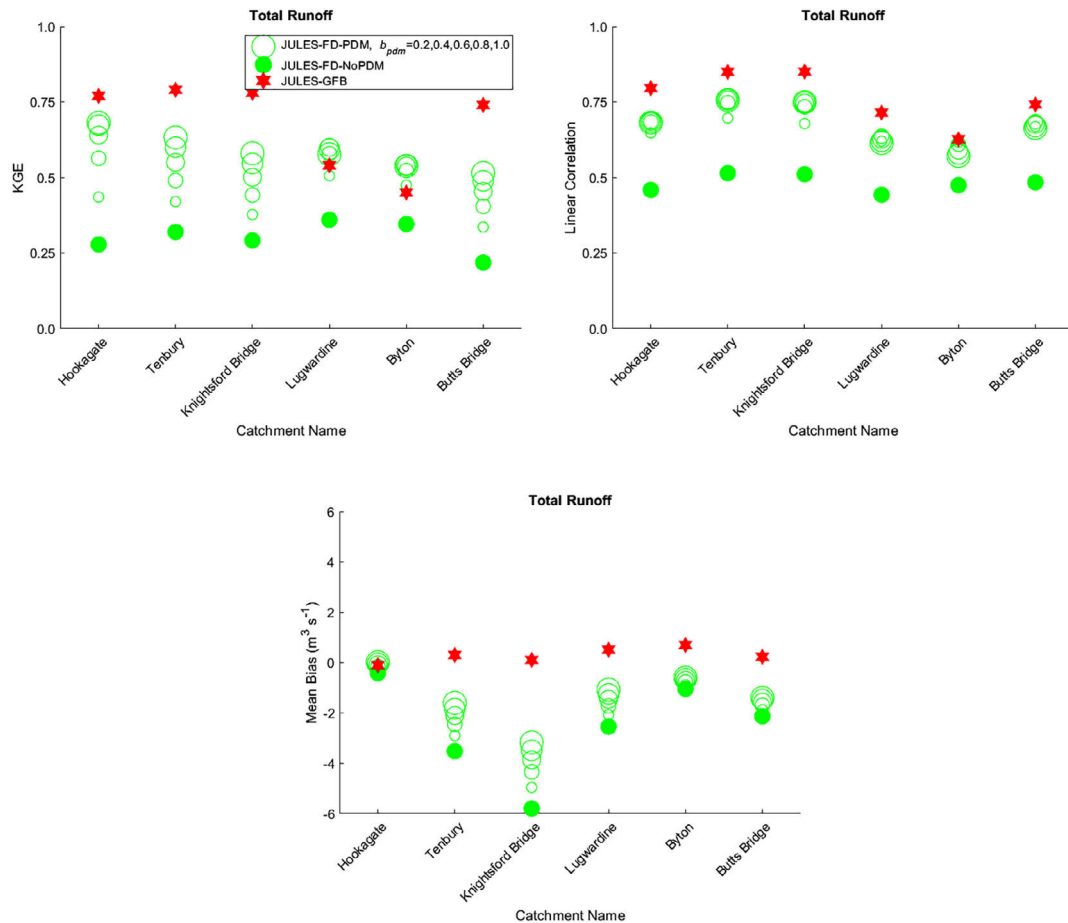 Total Runoff
JULES-FD-PDM, b_pdm=0.2,0.4,0.6,0.8,1.0
JULES-FD-NoPDM
JULES-GFB
KGE
1.0
0.75
0.5
0.25
0.0
Hookagate
Tenbury
Knightsford Bridge
Lugwardine
Byton
Butts Bridge
Catchment Name
Total Runoff
Linear Correlation
1.0
0.75
0.5
0.25
0.0
Hookagate
Tenbury
Knightsford Bridge
Lugwardine
Byton
Butts Bridge
Catchment Name
Total Runoff
Mean Bias (m³ s⁻¹)
6
4
2
0
-2
-4
-6
Hookagate
Tenbury
Knightsford Bridge
Lugwardine
Byton
Butts Bridge
Catchment Name